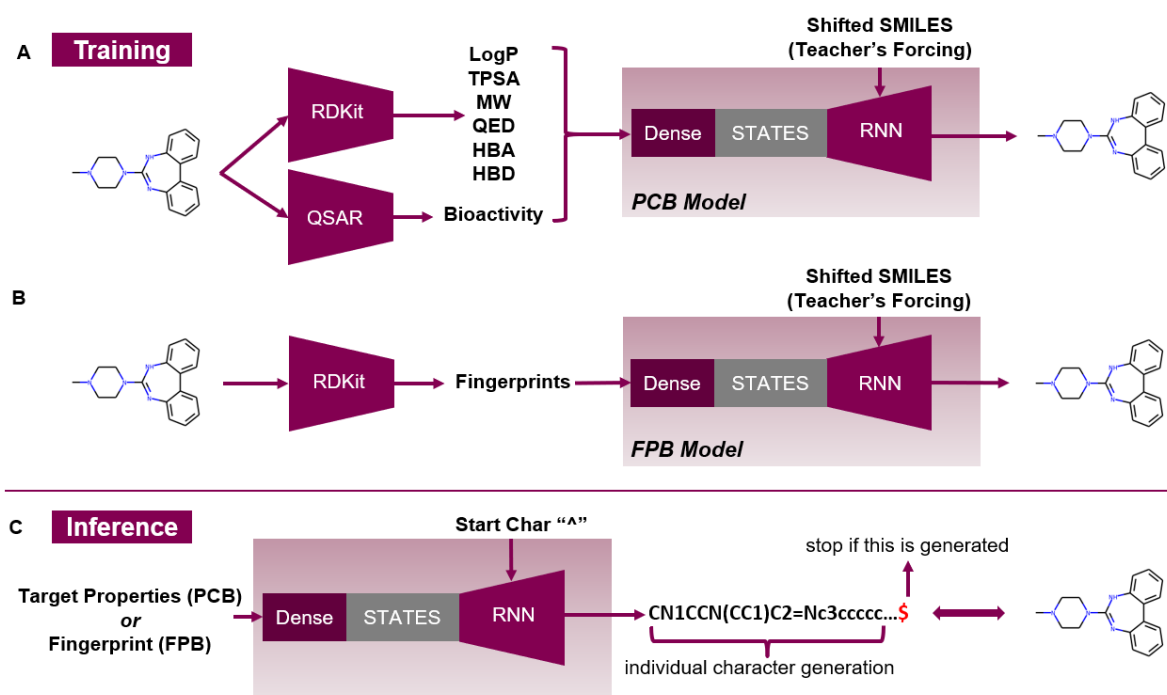 A
Training
RDKit
QSAR
LogP
TPSA
MW
QED
HBA
HBD
Bioactivity
Shifted SMILES
(Teacher's Forcing)
Dense
STATES
RNN
PCB Model
N
N
NH
N
N
N
NH
N
B
RDKit
Fingerprints
Shifted SMILES
(Teacher's Forcing)
Dense
STATES
RNN
FPB Model
N
N
NH
N
N
N
NH
N
C
Inference
Target Properties (PCB)
or
Fingerprint (FPB)
Start Char "^"
Dense
STATES
RNN
CN1CCN(CC1)C2=Nc3ccccc...$
individual character generation
stop if this is generated
N
N
NH
N